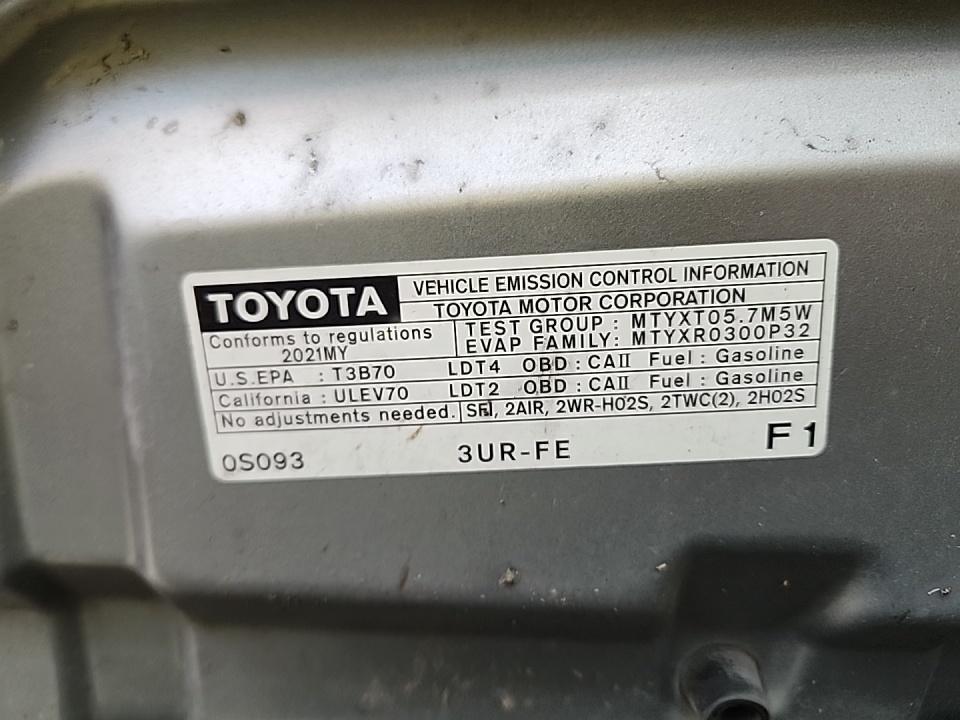 TOYOTA
VEHICLE EMISSION CONTROL INFORMATION
TOYOTA MOTOR CORPORATION
Conforms to regulations
2021MY
TEST GROUP : MTYXT05.7M5W
EVAP FAMILY: MTYXR0300P32
U.S.EPA : T3B70 LDT4 OBD : CAII Fuel : Gasoline
California : ULEV70 LDT2 OBD : CAII Fuel : Gasoline
No adjustments needed. SFI, 2AIR, 2WR-HO2S, 2TWC(2), 2HO2S
0S093
3UR-FE
F1